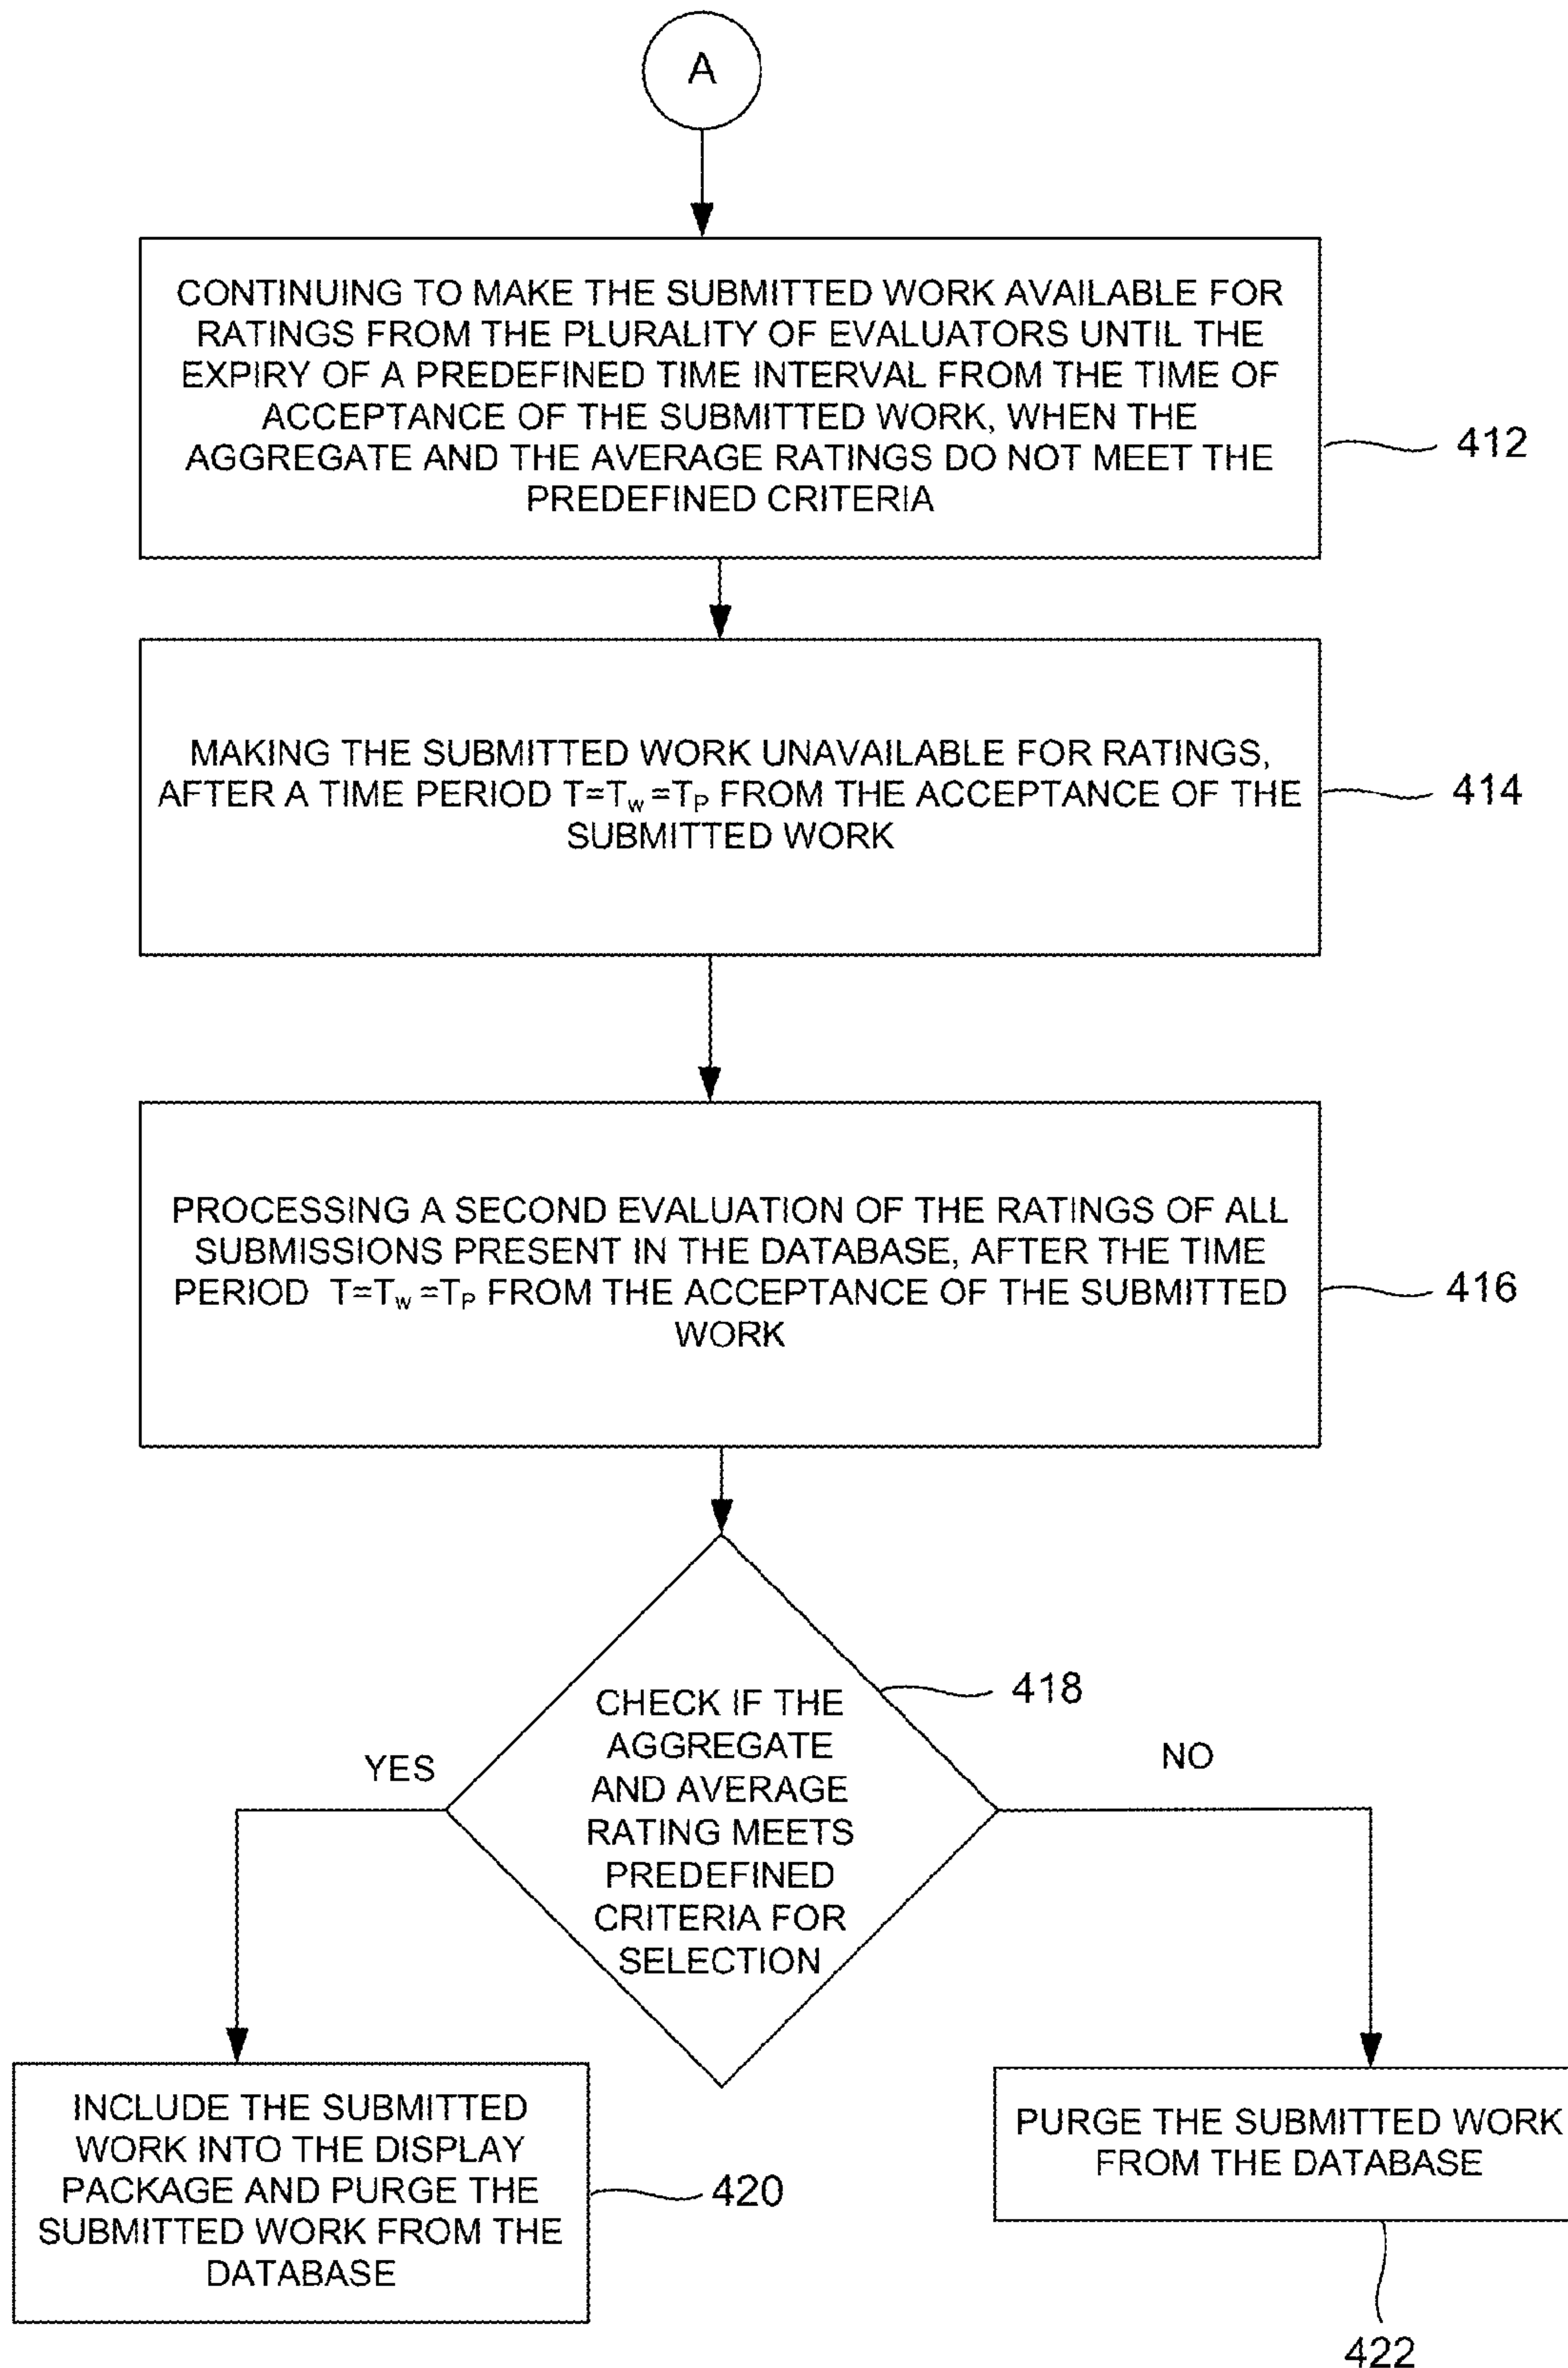 A
CONTINUING TO MAKE THE SUBMITTED WORK AVAILABLE FOR
RATINGS FROM THE PLURALITY OF EVALUATORS UNTIL THE
EXPIRY OF A PREDEFINED TIME INTERVAL FROM THE TIME OF
ACCEPTANCE OF THE SUBMITTED WORK, WHEN THE
AGGREGATE AND THE AVERAGE RATINGS DO NOT MEET THE
PREDEFINED CRITERIA
412
MAKING THE SUBMITTED WORK UNAVAILABLE FOR RATINGS,
AFTER A TIME PERIOD T=Tw=TP FROM THE ACCEPTANCE OF THE
SUBMITTED WORK
414
PROCESSING A SECOND EVALUATION OF THE RATINGS OF ALL
SUBMISSIONS PRESENT IN THE DATABASE, AFTER THE TIME
PERIOD T=Tw=TP FROM THE ACCEPTANCE OF THE SUBMITTED
WORK
416
CHECK IF THE
AGGREGATE
AND AVERAGE
RATING MEETS
PREDEFINED
CRITERIA FOR
SELECTION
418
YES
NO
INCLUDE THE SUBMITTED
WORK INTO THE DISPLAY
PACKAGE AND PURGE THE
SUBMITTED WORK FROM THE
DATABASE
420
PURGE THE SUBMITTED WORK
FROM THE DATABASE
422